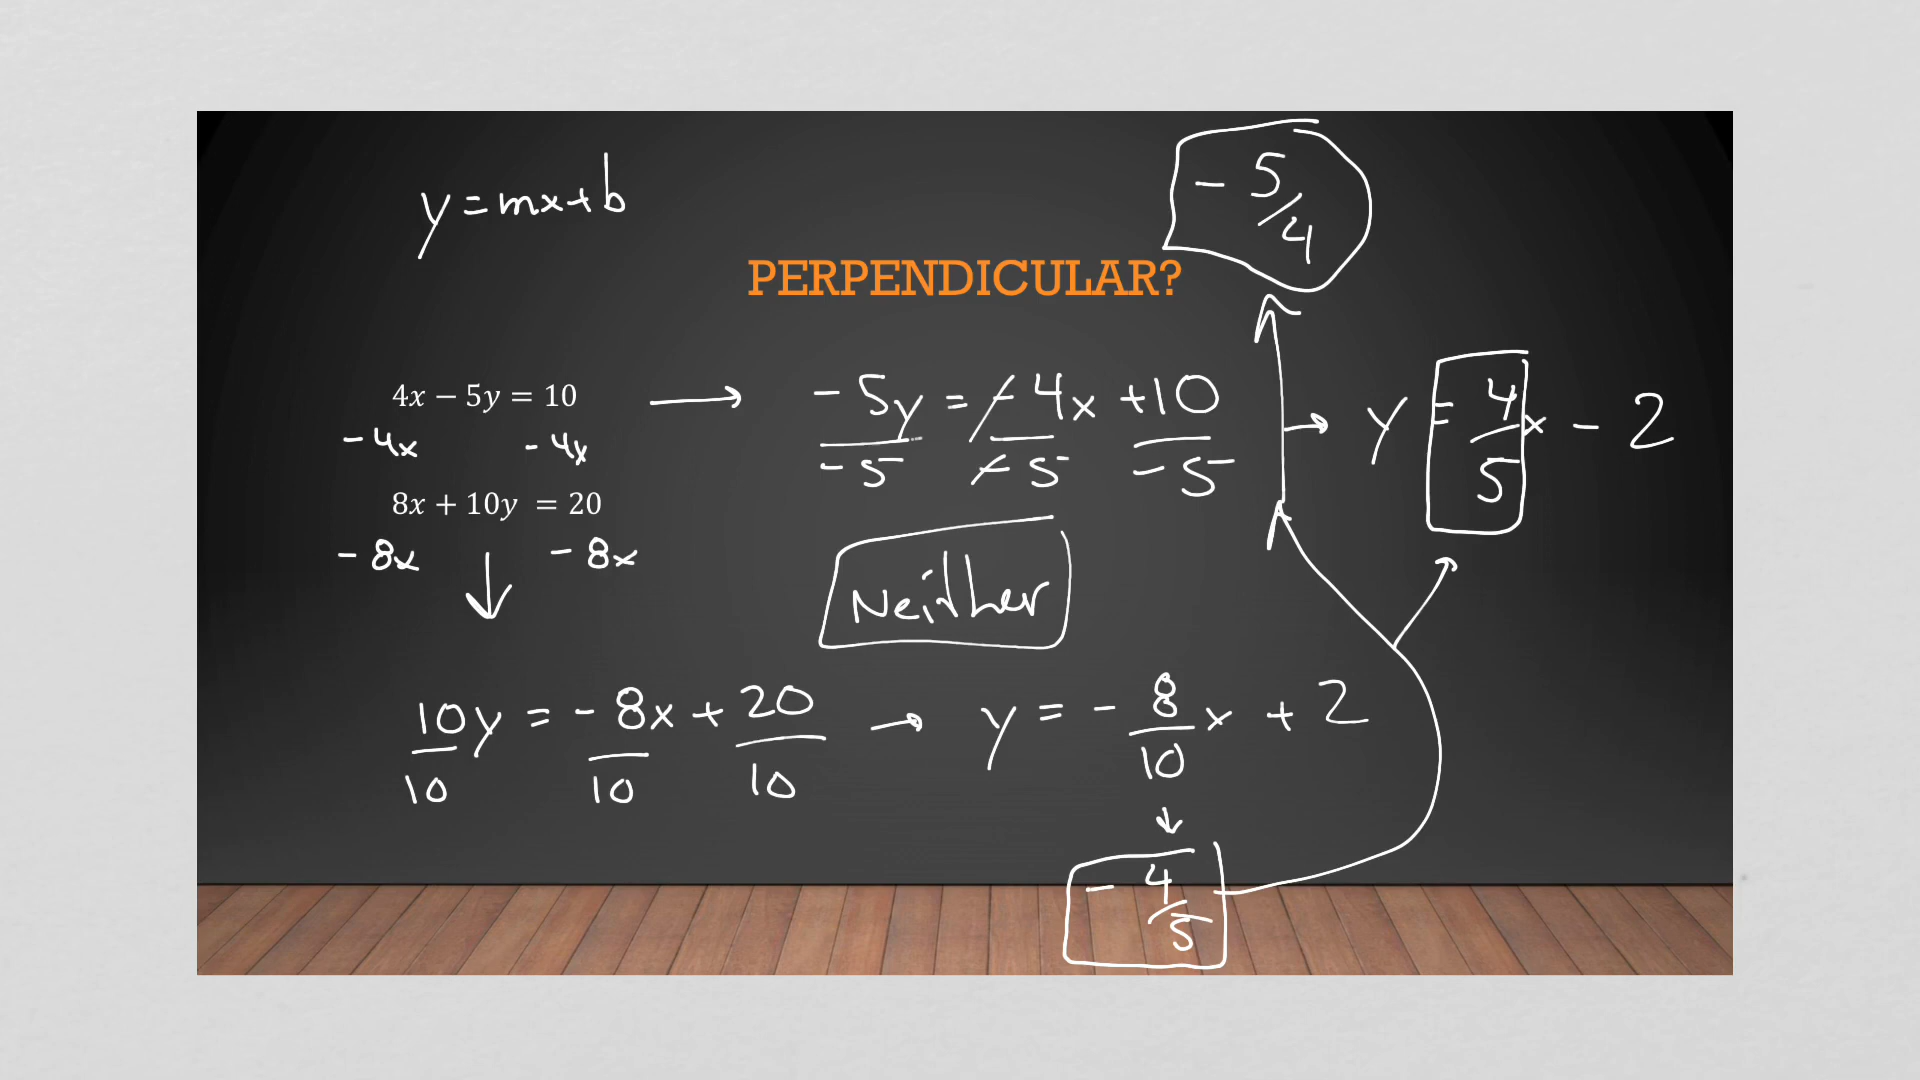 - 5/4
y = mx + b
PERPENDICULAR?
4x − 5y = 10 → - 5y = - 4x + 10 → y = 4/5 x - 2
- 4x - 4x - 5 - 5 - 5
8x + 10y = 20
- 8x - 8x
Neither
10y = - 8x + 20 → y = - 8/10 x + 2
10 10 10
- 4/5